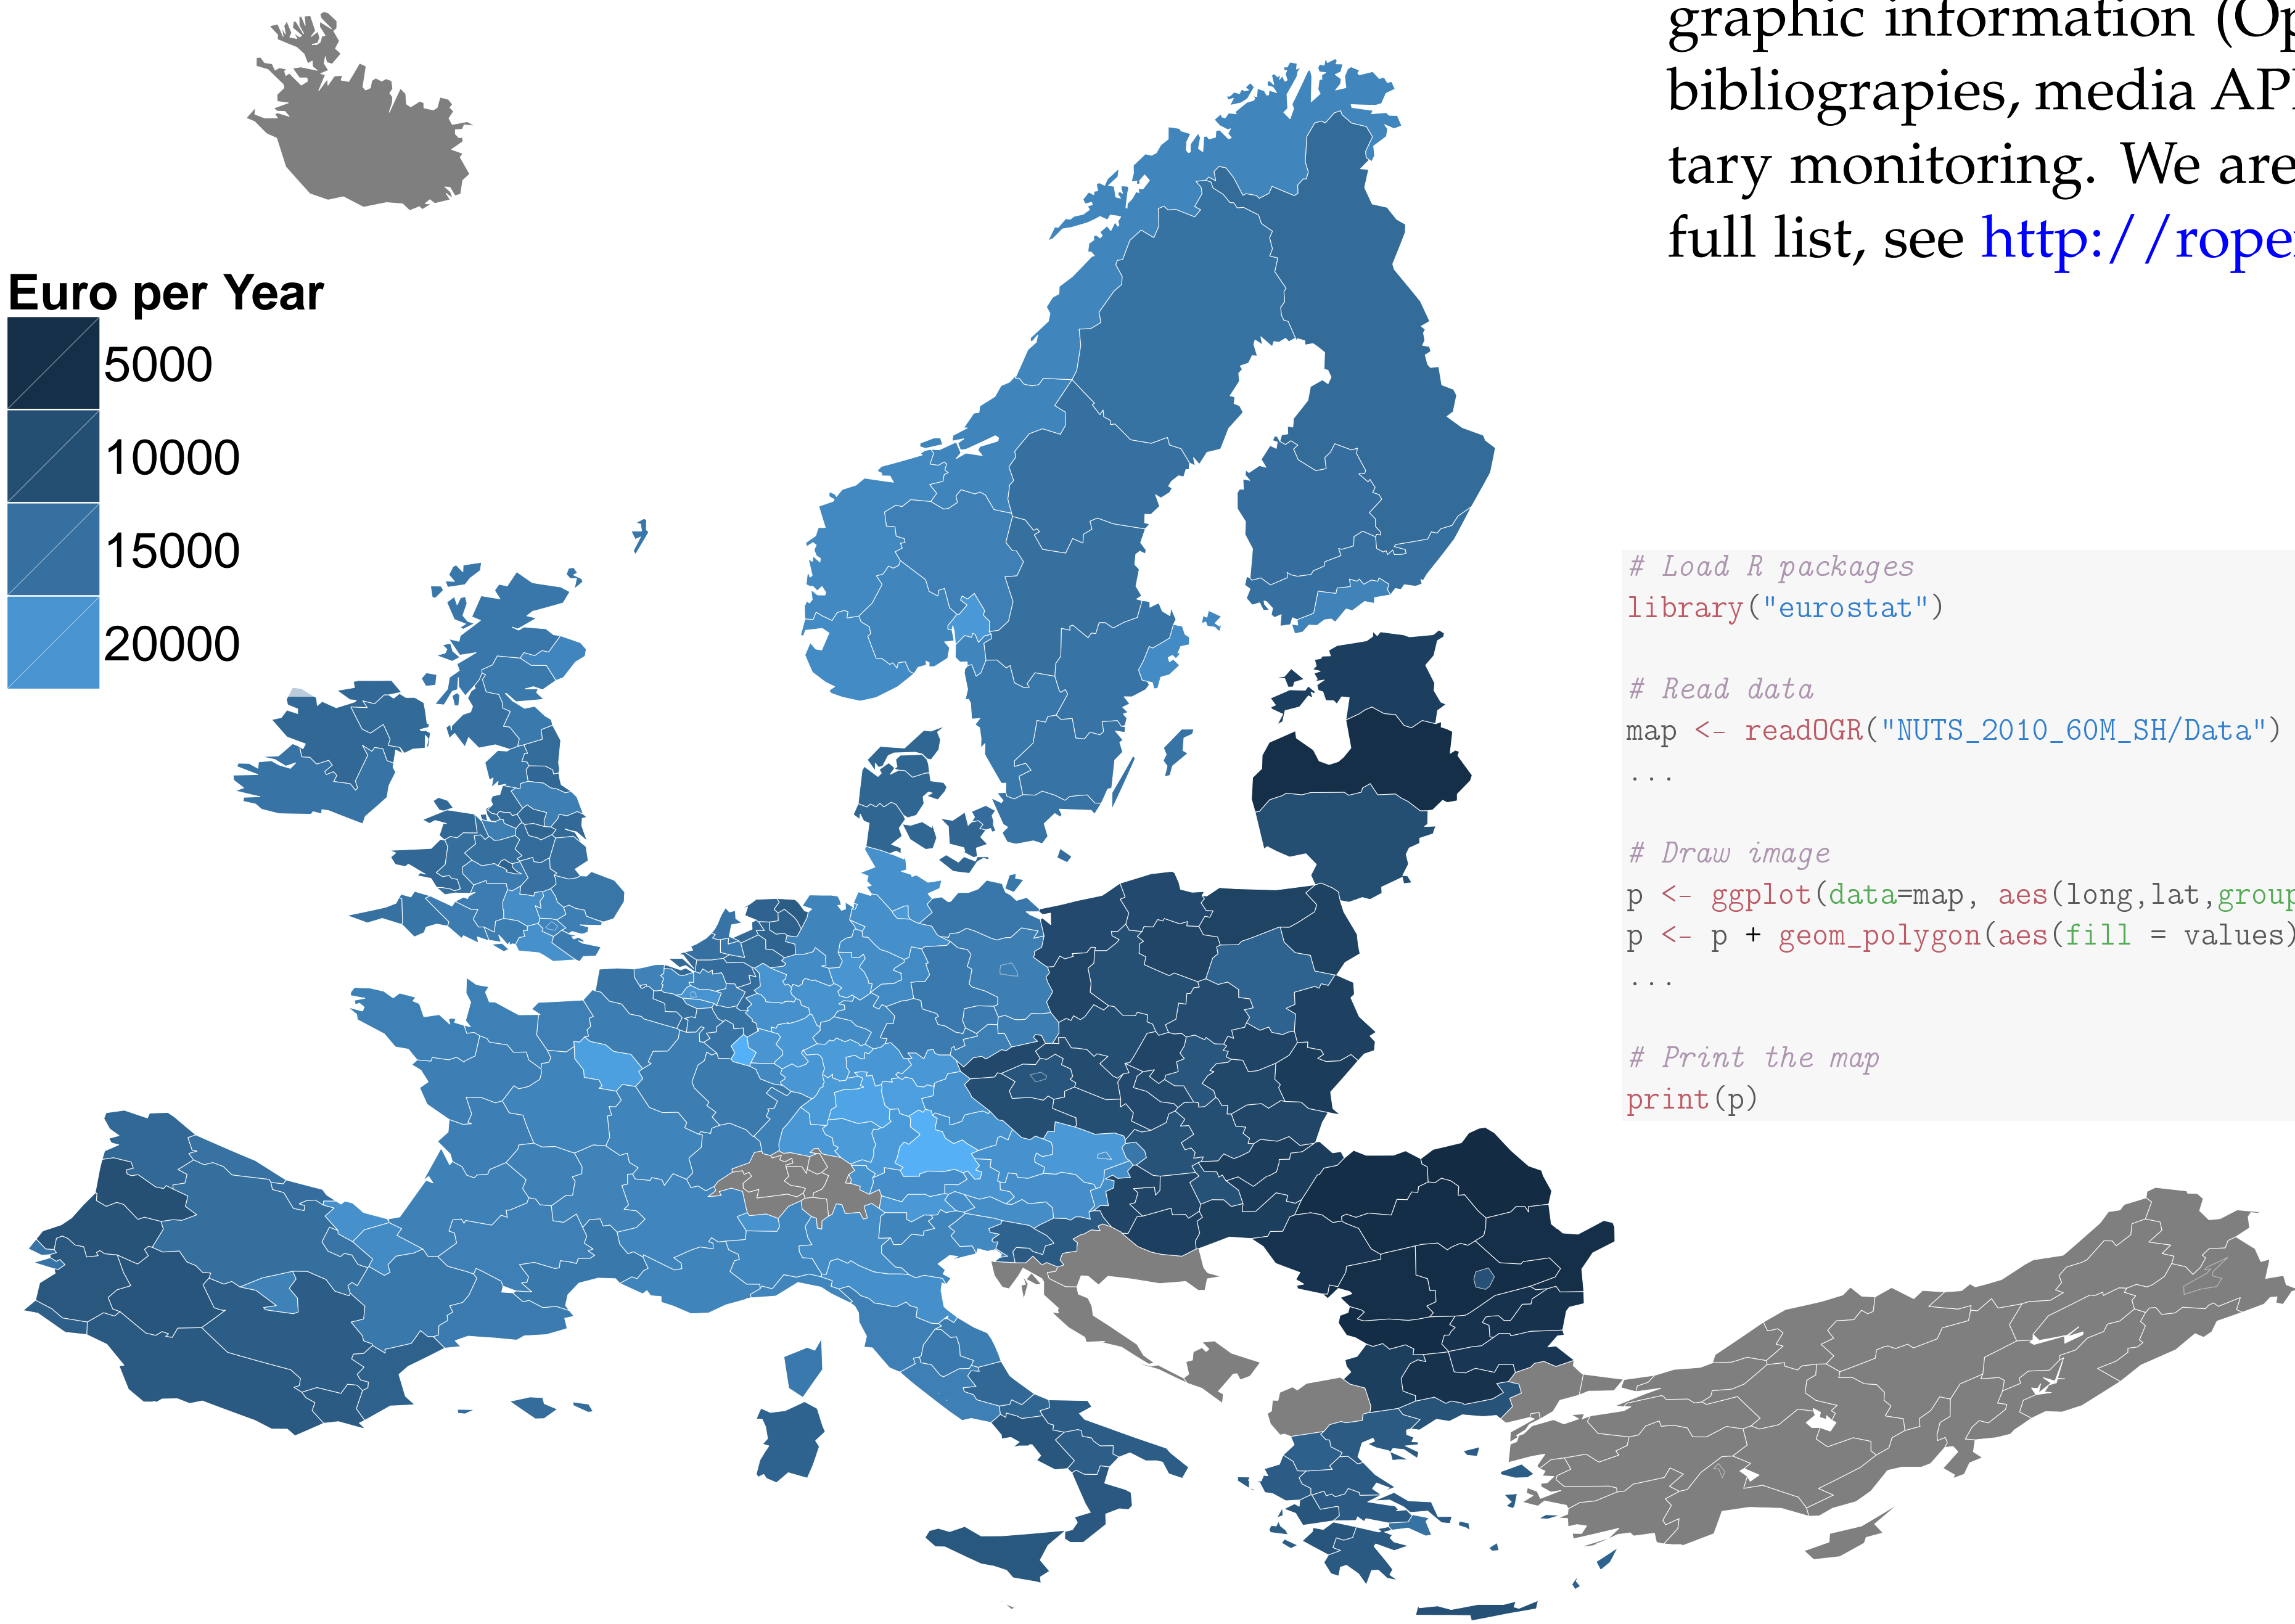 graphic information (Op
bibliograpies, media AP
tary monitoring. We are
full list, see http://rope
Euro per Year
5000
10000
15000
20000
# Load R packages
library("eurostat")
# Read data
map <- readOGR("NUTS_2010_60M_SH/Data")
...
# Draw image
p <- ggplot(data=map, aes(long,lat,group
p <- p + geom_polygon(aes(fill = values)
...
# Print the map
print(p)